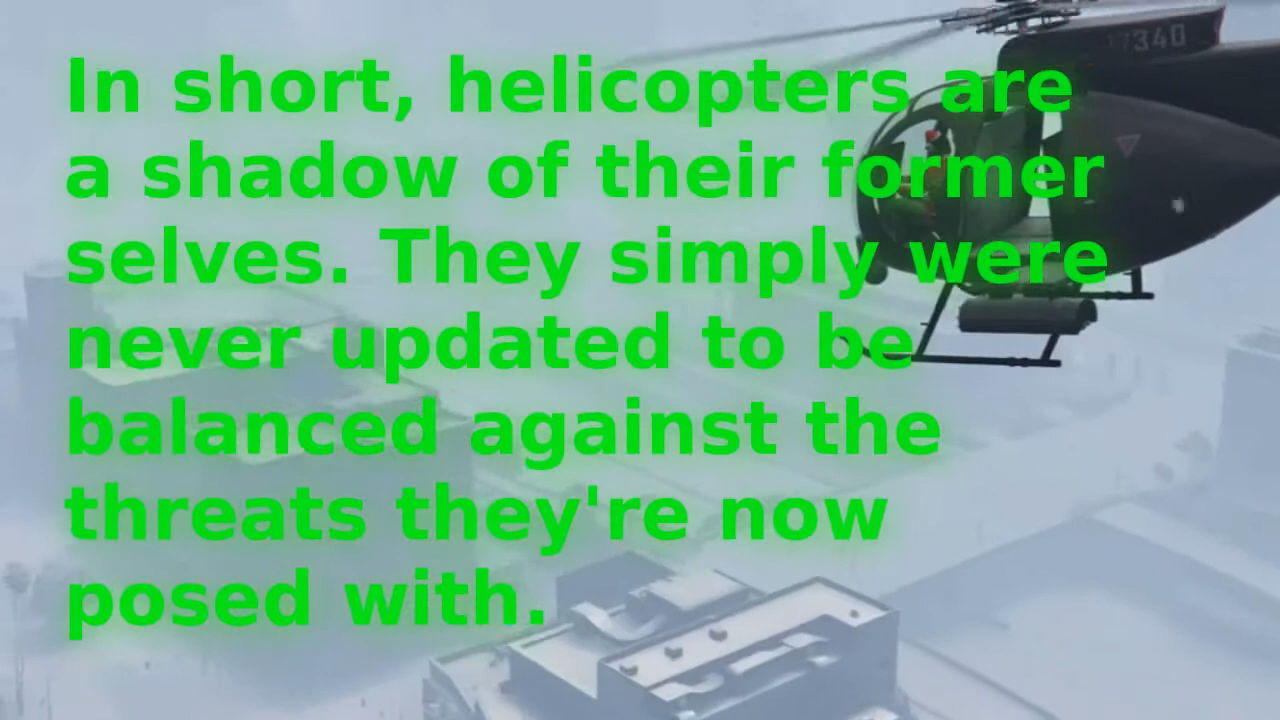 In short, helicopters are
a shadow of their former
selves. They simply were
never updated to be
balanced against the
threats they're now
posed with.